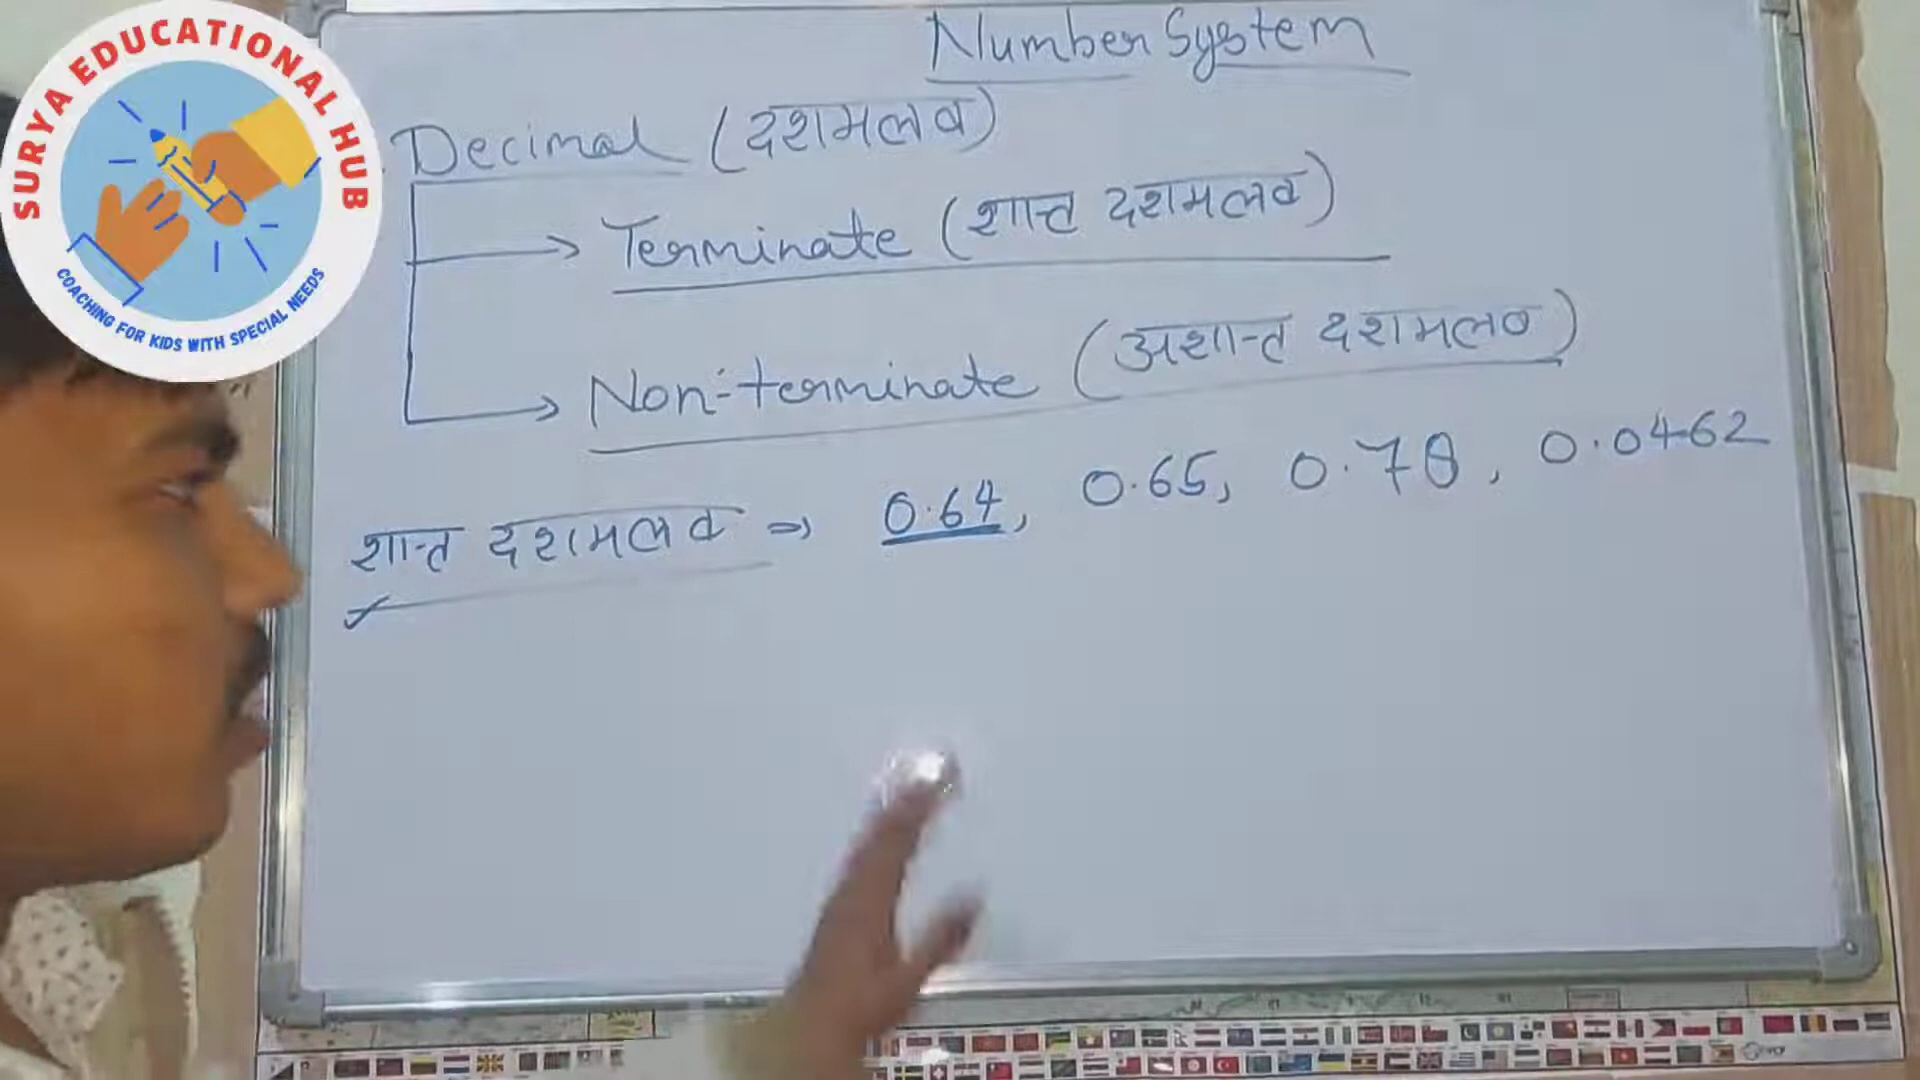 SURYA EDUCATIONAL HUB
COACHING FOR KIDS WITH SPECIAL NEEDS
Number System
Decimal (दशमलव)
Terminate (शान्त दशमलव)
Non-terminate (अशान्त दशमलव)
शान्त दशमलव ⇒ 0.64, 0.65, 0.78, 0.0462